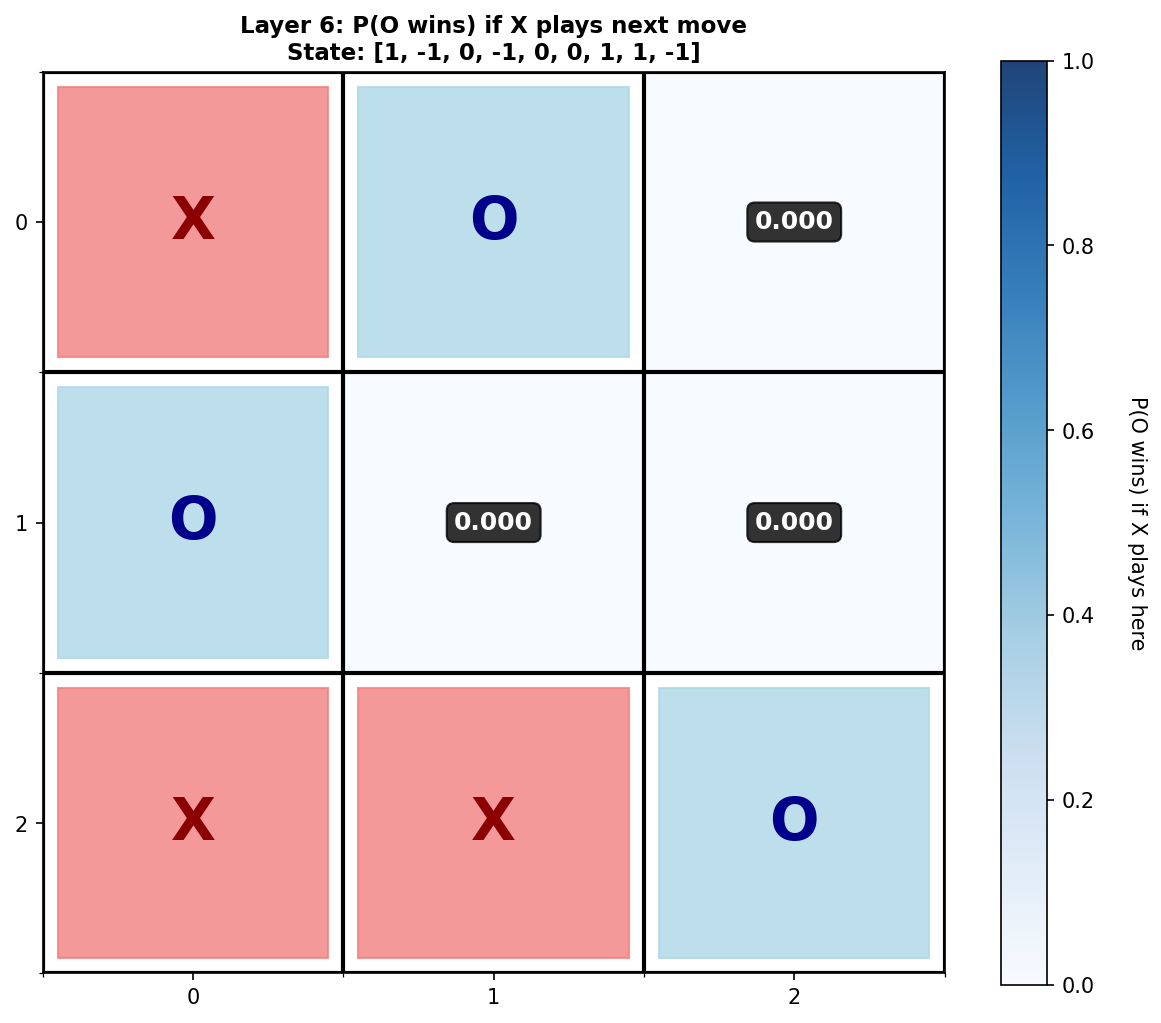 Layer 6: P(O wins) if X plays next move
State: [1, -1, 0, -1, 0, 0, 1, 1, -1]
X O 0.000
O 0.000 0.000
X X O
0
1
2
0 1 2
1.0
0.8
0.6
0.4
0.2
0.0
P(O wins) if X plays here